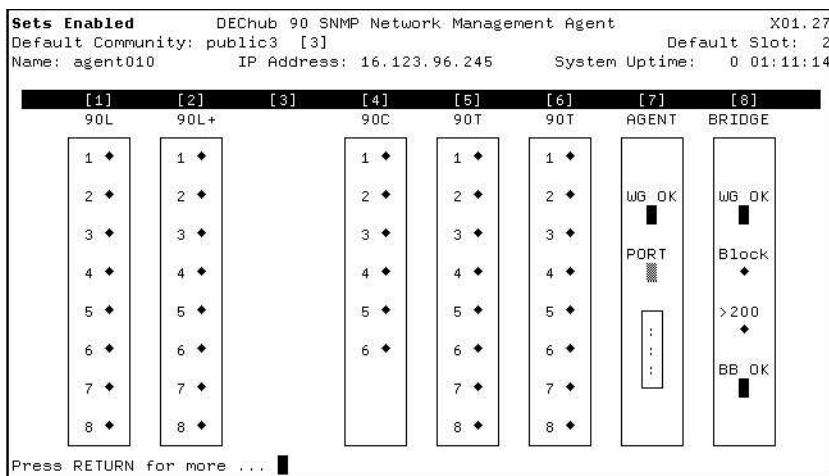 Sets Enabled DEChub 90 SNMP Network Management Agent X01.27
Default Community: public3 [3] Default Slot: 2
Name: agent010 IP Address: 16.123.96.245 System Uptime: 0 01:11:14
[1] [2] [3] [4] [5] [6] [7] [8]
90L 90L+ 90C 90T 90T AGENT BRIDGE
1 1 1 1 1
2 2 2 2 2 WG OK WG OK
3 3 3 3 3
4 4 4 4 4 PORT Block
5 5 5 5 5 >200
6 6 6 6 6
7 7 7 7 BB OK
8 8 8 8
Press RETURN for more ...